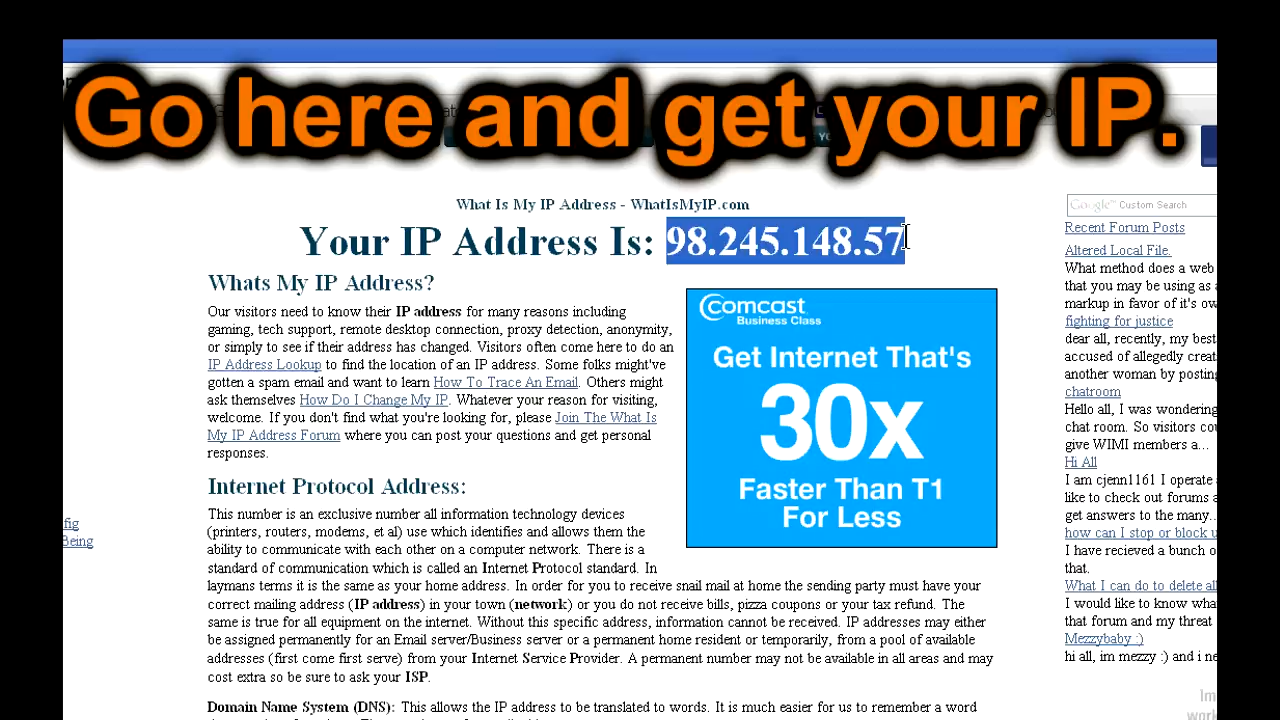 Go here and get your IP.
What Is My IP Address - WhatIsMyIP.com
Your IP Address Is: 98.245.148.57
Whats My IP Address?
Our visitors need to know their IP address for many reasons including
gaming, tech support, remote desktop connection, proxy detection, anonymity,
or simply to see if their address has changed. Visitors often come here to do an
IP Address Lookup to find the location of an IP address. Some folks might've
gotten a spam email and want to learn How To Trace An Email. Others might
ask themselves How Do I Change My IP. Whatever your reason for visiting,
welcome. If you don't find what you're looking for, please Join The What Is
My IP Address Forum where you can post your questions and get personal
responses.
comcast
Business Class
Get Internet That's
30x
Faster Than T1
For Less
Internet Protocol Address:
This number is an exclusive number all information technology devices
(printers, routers, modems, et al) use which identifies and allows them the
ability to communicate with each other on a computer network. There is a
standard of communication which is called an Internet Protocol standard. In
laymans terms it is the same as your home address. In order for you to receive snail mail at home the sending party must have your
correct mailing address (IP address) in your town (network) or you do not receive bills, pizza coupons or your tax refund. The
same is true for all equipment on the internet. Without this specific address, information cannot be received. IP addresses may either
be assigned permanently for an Email server/Business server or a permanent home resident or temporarily, from a pool of available
addresses (first come first serve) from your Internet Service Provider. A permanent number may not be available in all areas and may
cost extra so be sure to ask your ISP.
Domain Name System (DNS): This allows the IP address to be translated to words. It is much easier for us to remember a word
fig
Being
Google Custom Search
Recent Forum Posts
Altered Local File.
What method does a web
that you may be using as
markup in favor of it's ow
fighting for justice
dear all, recently, my best
accused of allegedly creat
another woman by posting
chatroom
Hello all, I was wondering
chat room. So visitors cou
give WIMI members a...
Hi All
I am cjenn1161 I operate
like to check out forums a
get answers to the many...
how can I stop or block u
I have recieved a bunch o
that.
What I can do to delete all
I would like to know wha
that forum and my threat
Mezzybaby :)
hi all, im mezzy :) and i ne